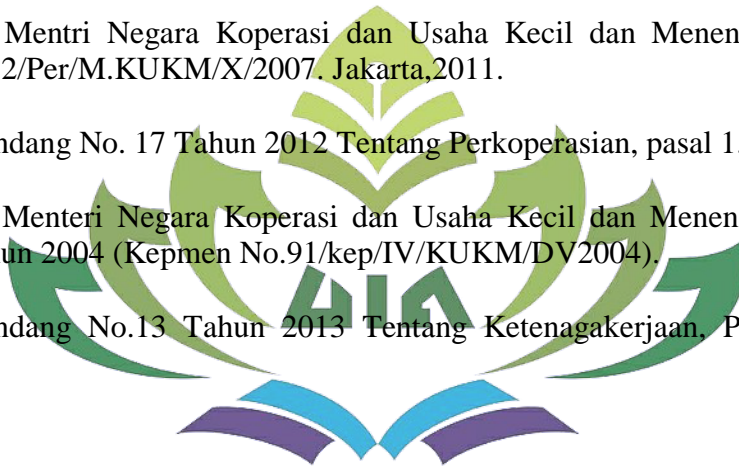 Mentri Negara Koperasi dan Usaha Kecil dan Menen
2/Per/M.KUKM/X/2007. Jakarta,2011.
ndang No. 17 Tahun 2012 Tentang Perkoperasian, pasal 1.
Menteri Negara Koperasi dan Usaha Kecil dan Menen
un 2004 (Kepmen No.91/kep/IV/KUKM/DV2004).
UIN
ndang No.13 Tahun 2013 Tentang Ketenagakerjaan, P